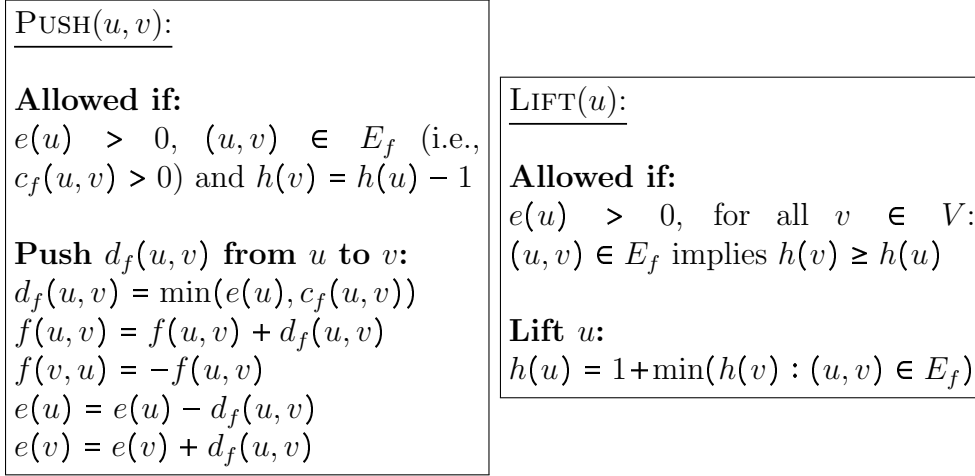 PUSH(u, v):
Allowed if:
e(u) > 0, (u, v) ∈ E_f (i.e.,
c_f(u, v) > 0) and h(v) = h(u) − 1
Push d_f(u, v) from u to v:
d_f(u, v) = min(e(u), c_f(u, v))
f(u, v) = f(u, v) + d_f(u, v)
f(v, u) = −f(u, v)
e(u) = e(u) − d_f(u, v)
e(v) = e(v) + d_f(u, v)
LIFT(u):
Allowed if:
e(u) > 0, for all v ∈ V:
(u, v) ∈ E_f implies h(v) ≥ h(u)
Lift u:
h(u) = 1+min(h(v) : (u, v) ∈ E_f)